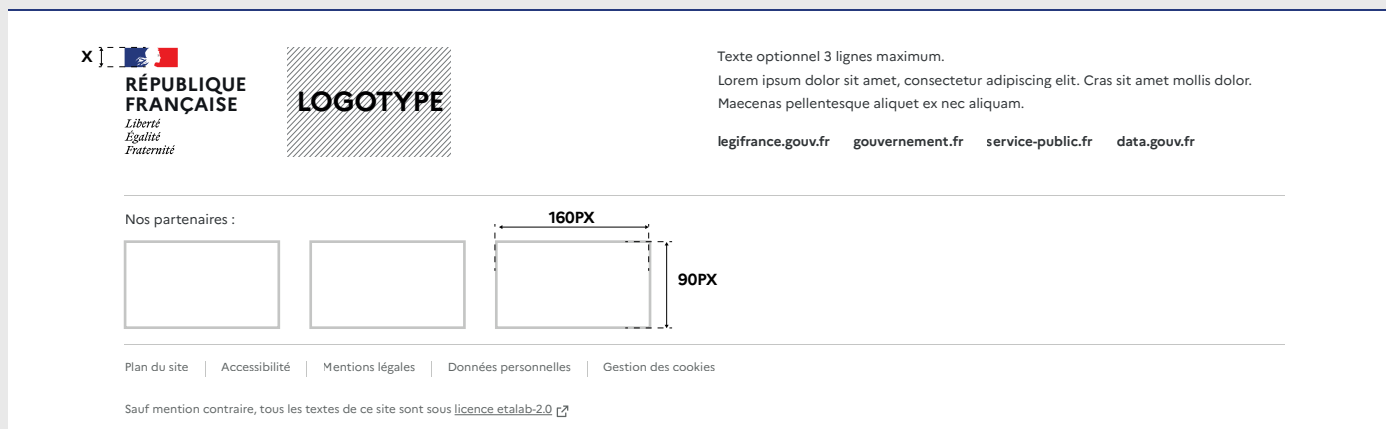 X
RÉPUBLIQUE
FRANÇAISE
Liberté
Égalité
Fraternité
LOGOTYPE
Texte optionnel 3 lignes maximum.
Lorem ipsum dolor sit amet, consectetur adipiscing elit. Cras sit amet mollis dolor.
Maecenas pellentesque aliquet ex nec aliquam.
legifrance.gouv.fr gouvernement.fr service-public.fr data.gouv.fr
Nos partenaires :
160PX
90PX
Plan du site Accessibilité Mentions légales Données personnelles Gestion des cookies
Sauf mention contraire, tous les textes de ce site sont sous licence etalab-2.0